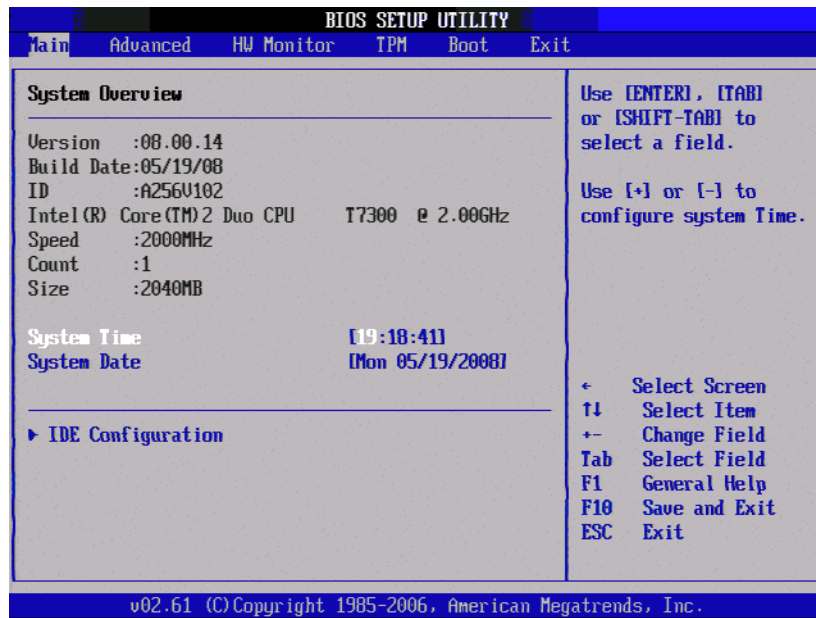 BIOS SETUP UTILITY
Main Advanced HW Monitor TPM Boot Exit
System Overview
Version :08.00.14
Build Date:05/19/08
ID :A256V102
Intel(R) Core(TM)2 Duo CPU T7300 @ 2.00GHz
Speed :2000MHz
Count :1
Size :2040MB
System Time [19:18:41]
System Date [Mon 05/19/2008]
▶ IDE Configuration
Use [ENTER], [TAB]
or [SHIFT-TAB] to
select a field.
Use [+] or [-] to
configure system Time.
← Select Screen
↑↓ Select Item
+- Change Field
Tab Select Field
F1 General Help
F10 Save and Exit
ESC Exit
v02.61 (C)Copyright 1985-2006, American Megatrends, Inc.